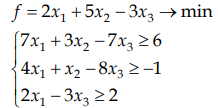 f = 2x₁ + 5x₂ − 3x₃ → min
7x₁ + 3x₂ − 7x₃ ≥ 6
4x₁ + x₂ − 8x₃ ≥ −1
2x₁ − 3x₃ ≥ 2